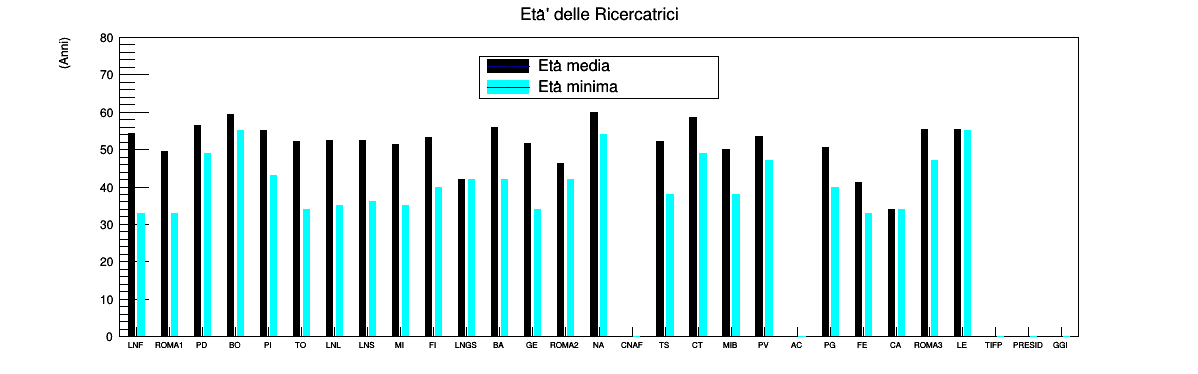 Età' delle Ricercatrici
(Anni)
Età media
Età minima
80
70
60
50
40
30
20
10
0
LNF ROMA1 PD BO PI TO LNL LNS MI FI LNGS BA GE ROMA2 NA CNAF TS CT MIB PV AC PG FE CA ROMA3 LE TIFP PRESID GGI